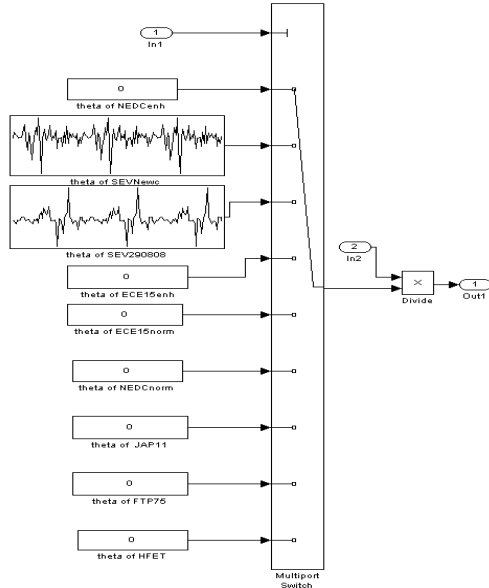 1
In1
0
theta of NEDCenh
theta of SEVNewc
theta of SEV290808
0
theta of ECE15enh
0
theta of ECE15norm
0
theta of NEDCnorm
0
theta of JAP11
0
theta of FTP75
0
theta of HFET
Multiport
Switch
2
In2
×
Divide
1
Out1